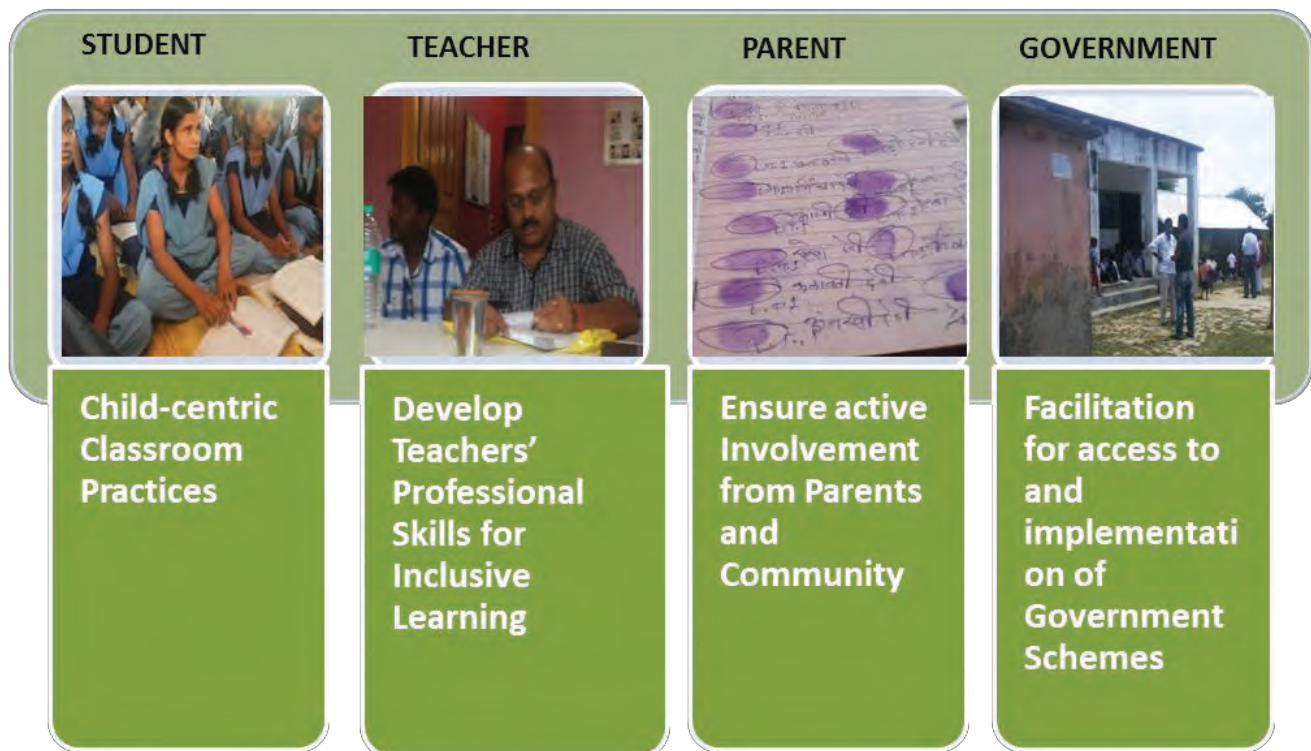 STUDENT
TEACHER
PARENT
GOVERNMENT
Child-centric
Classroom
Practices
Develop
Teachers’
Professional
Skills for
Inclusive
Learning
Ensure active
Involvement
from Parents
and
Community
Facilitation
for access to
and
implementati
on of
Government
Schemes